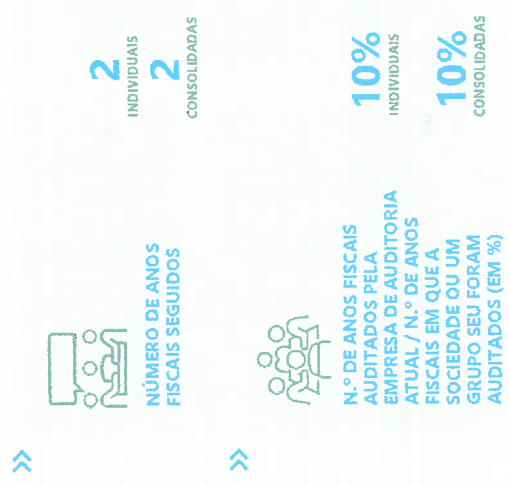 NÚMERO DE ANOS
FISCAIS SEGUIDOS
2
INDIVIDUAIS
2
CONSOLIDADAS
N.º DE ANOS FISCAIS
AUDITADOS PELA
EMPRESA DE AUDITORIA
ATUAL / N.º DE ANOS
FISCAIS EM QUE A
SOCIEDADE OU UM
GRUPO SEU FORAM
AUDITADOS (EM %)
10%
INDIVIDUAIS
10%
CONSOLIDADAS